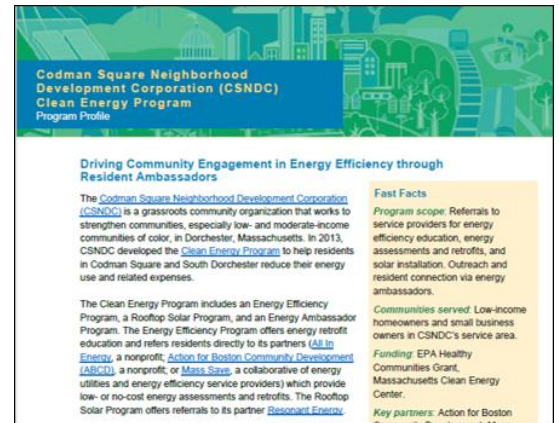 Codman Square Neighborhood
Development Corporation (CSNDC)
Clean Energy Program
Program Profile
Driving Community Engagement in Energy Efficiency through
Resident Ambassadors
The Codman Square Neighborhood Development Corporation
(CSNDC) is a grassroots community organization that works to
strengthen communities, especially low- and moderate-income
communities of color, in Dorchester, Massachusetts. In 2013,
CSNDC developed the Clean Energy Program to help residents
in Codman Square and South Dorchester reduce their energy
use and related expenses.
The Clean Energy Program includes an Energy Efficiency
Program, a Rooftop Solar Program, and an Energy Ambassador
Program. The Energy Efficiency Program offers energy retrofit
education and refers residents directly to its partners (All In
Energy, a nonprofit; Action for Boston Community Development
(ABCD), a nonprofit; or Mass Save, a collaborative of energy
utilities and energy efficiency service providers) which provide
low- or no-cost energy assessments and retrofits. The Rooftop
Solar Program offers referrals to its partner Resonant Energy.
Fast Facts
Program scope: Referrals to
service providers for energy
efficiency education, energy
assessments and retrofits, and
solar installation. Outreach and
resident connection via energy
ambassadors.
Communities served: Low-income
homeowners and small business
owners in CSNDC's service area.
Funding: EPA Healthy
Communities Grant,
Massachusetts Clean Energy
Center.
Key partners: Action for Boston